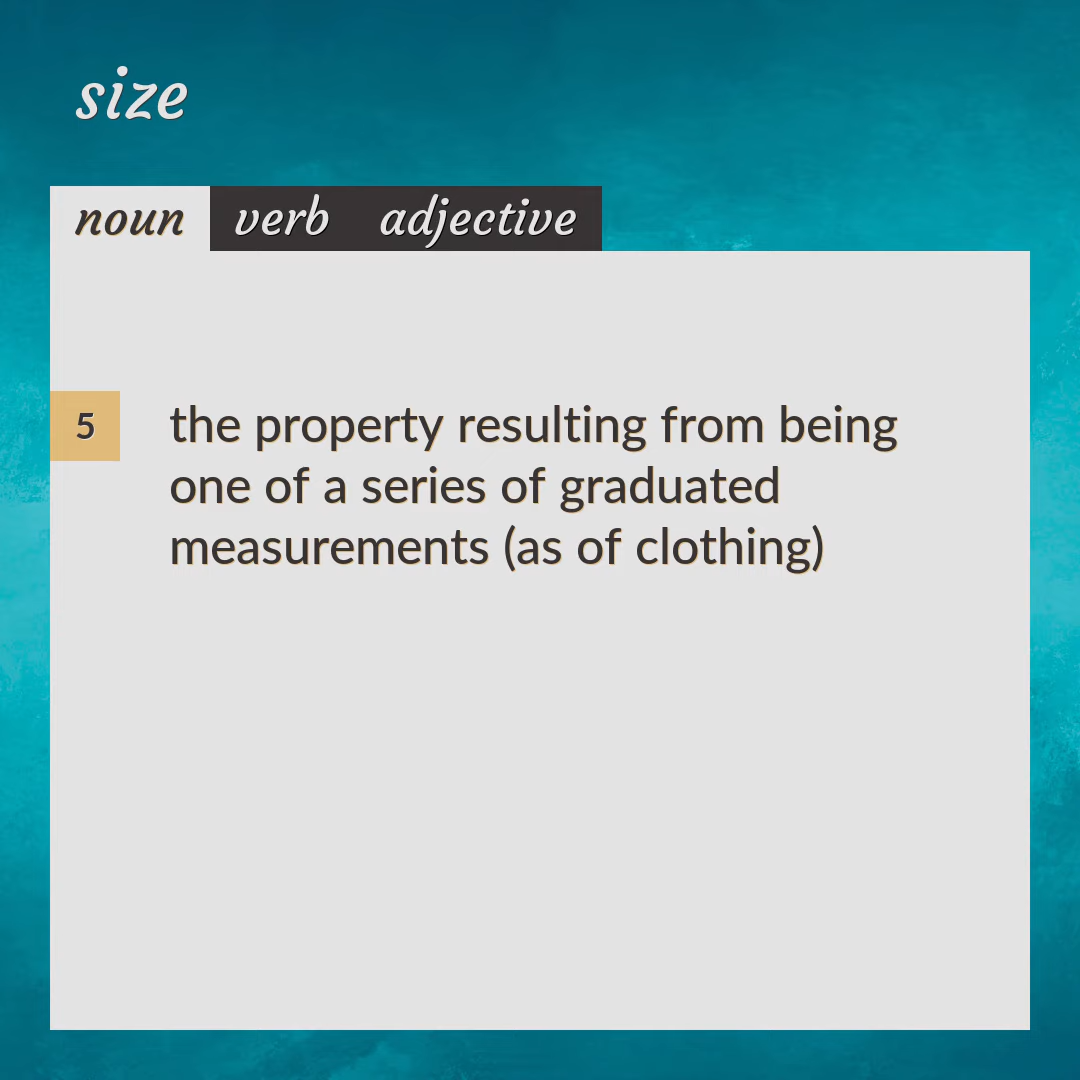 size
noun verb adjective
5 the property resulting from being
one of a series of graduated
measurements (as of clothing)